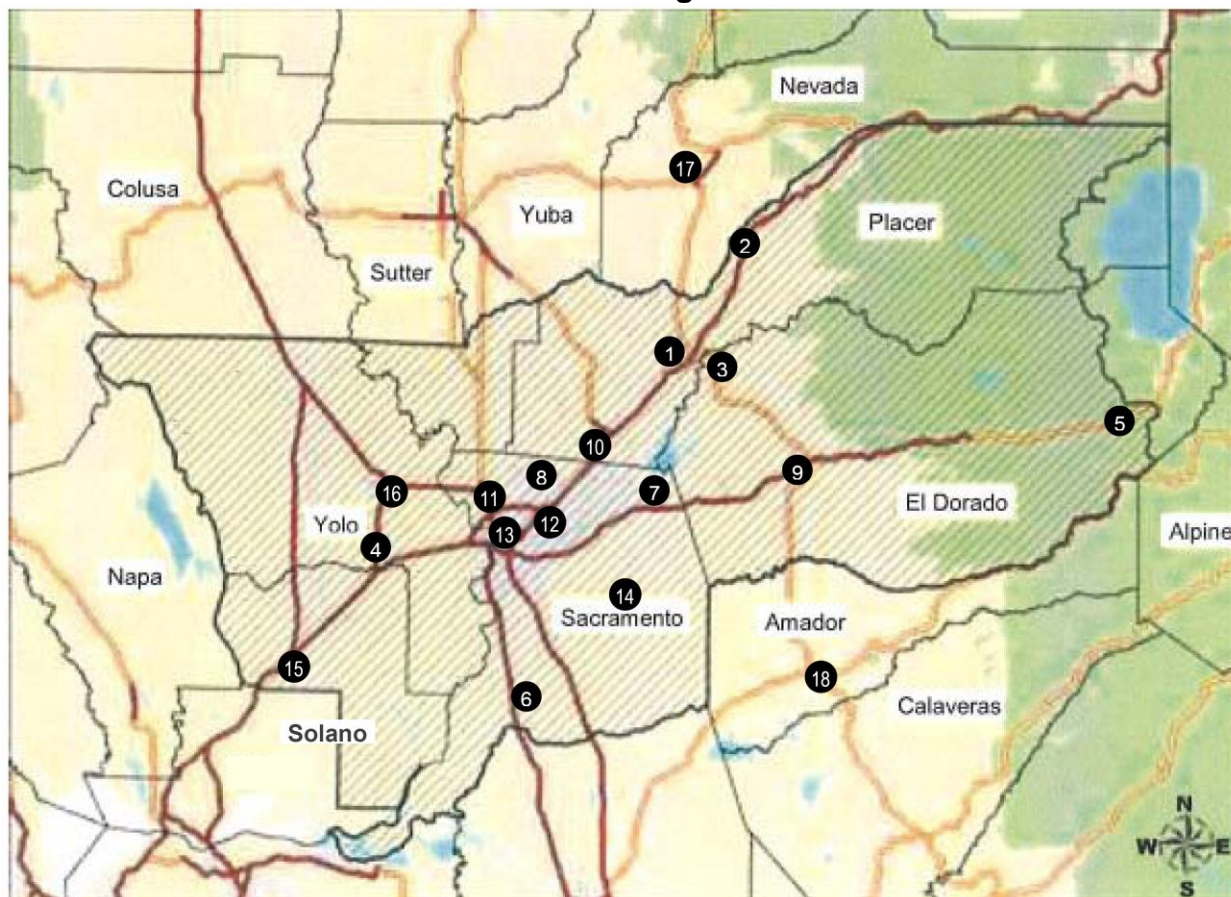 Nevada
17
Colusa
Yuba
Placer
2
Sutter
1
3
5
10
9
8
7
16
11
El Dorado
Yolo
12
13
4
Alpine
Napa
14
Sacramento
Amador
15
18
6
Calaveras
Solano
N
W E
S